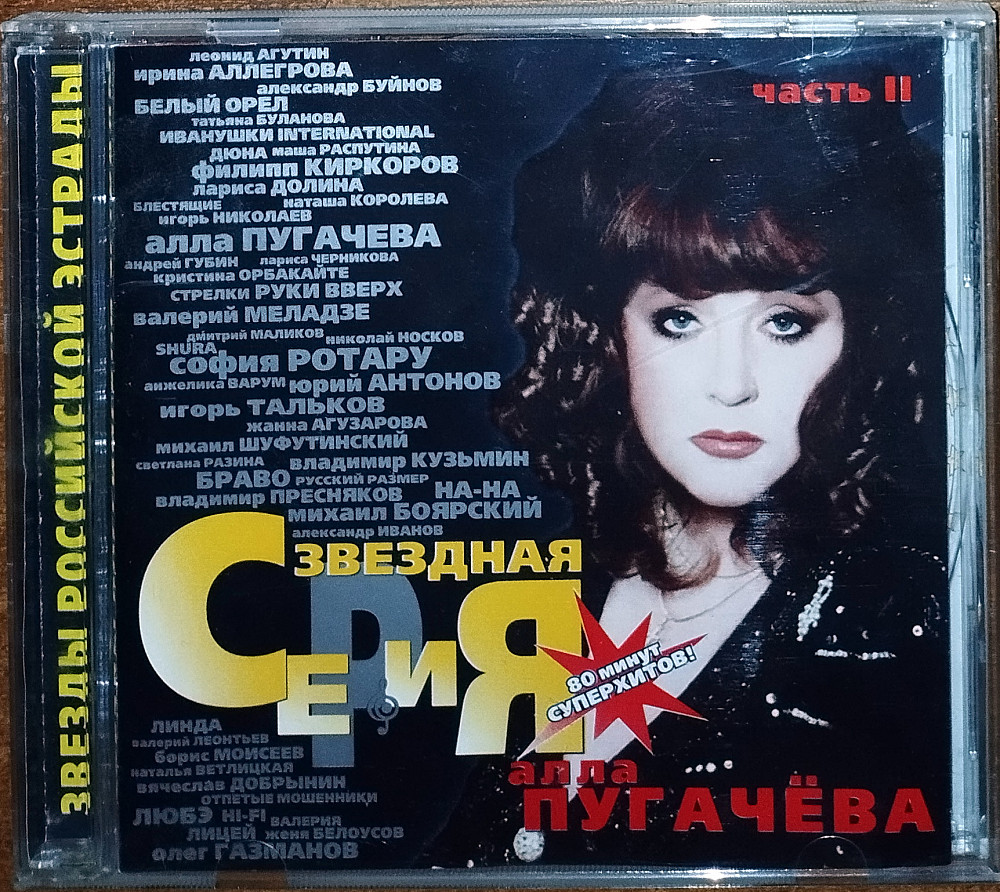 ЗВЕЗДЫ РОССИЙСКОЙ ЭСТРАДЫ
часть II
леонид АГУТИН
ирина АЛЛЕГРОВА
александр БУЙНОВ
БЕЛЫЙ ОРЕЛ
татьяна БУЛАНОВА
ИВАНУШКИ INTERNATIONAL
ДЮНА маша РАСПУТИНА
филипп КИРКОРОВ
лариса ДОЛИНА
БЛЕСТЯЩИЕ наташа КОРОЛЕВА
игорь НИКОЛАЕВ
алла ПУГАЧЕВА
андрей ГУБИН лариса ЧЕРНИКОВА
кристина ОРБАКАЙТЕ
СТРЕЛКИ РУКИ ВВЕРХ
валерий МЕЛАДЗЕ
дмитрий МАЛИКОВ николай НОСКОВ
SHURA
софия РОТАРУ
анжелика ВАРУМ юрий АНТОНОВ
игорь ТАЛЬКОВ
жанна АГУЗАРОВА
михаил ШУФУТИНСКИЙ
светлана РАЗИНА владимир КУЗЬМИН
БРАВО РУССКИЙ РАЗМЕР
владимир ПРЕСНЯКОВ НА-НА
михаил БОЯРСКИЙ
александр ИВАНОВ
ЗВЕЗДНАЯ
СЕРИЯ
80 МИНУТ
СУПЕРХИТОВ!
ЛИНДА
валерий ЛЕОНТЬЕВ
борис МОИСЕЕВ
наталья ВЕТЛИЦКАЯ
вячеслав ДОБРЫНИН
ОТПЕТЫЕ МОШЕННИКИ
ЛЮБЭ HI-FI ВАЛЕРИЯ
ЛИЦЕЙ женя БЕЛОУСОВ
олег ГАЗМАНОВ
алла
ПУГАЧЁВА